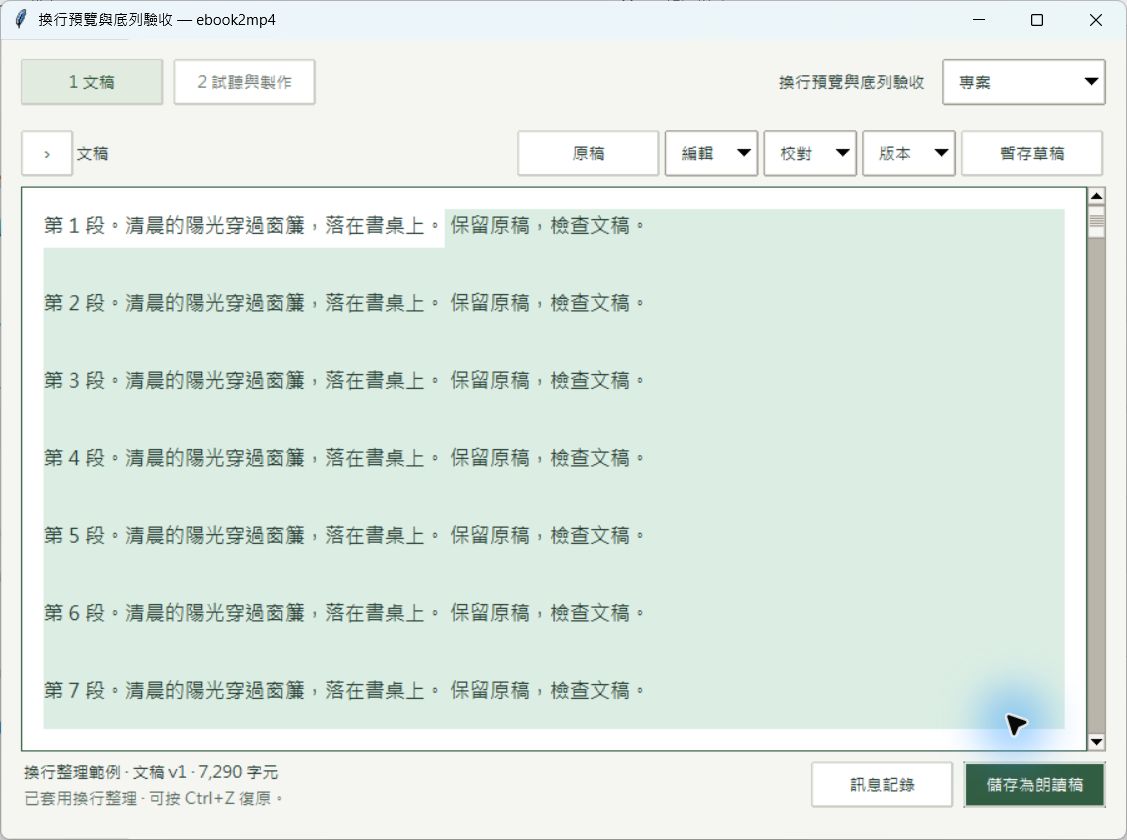 換行預覽與底列驗收 — ebook2mp4
1 文稿
2 試聽與製作
換行預覽與底列驗收
專案
›
文稿
原稿
編輯
校對
版本
暫存草稿
第 1 段。清晨的陽光穿過窗簾，落在書桌上。 保留原稿，檢查文稿。
第 2 段。清晨的陽光穿過窗簾，落在書桌上。 保留原稿，檢查文稿。
第 3 段。清晨的陽光穿過窗簾，落在書桌上。 保留原稿，檢查文稿。
第 4 段。清晨的陽光穿過窗簾，落在書桌上。 保留原稿，檢查文稿。
第 5 段。清晨的陽光穿過窗簾，落在書桌上。 保留原稿，檢查文稿。
第 6 段。清晨的陽光穿過窗簾，落在書桌上。 保留原稿，檢查文稿。
第 7 段。清晨的陽光穿過窗簾，落在書桌上。 保留原稿，檢查文稿。
換行整理範例 · 文稿 v1 · 7,290 字元
已套用換行整理 · 可按 Ctrl+Z 復原。
訊息記錄
儲存為朗讀稿